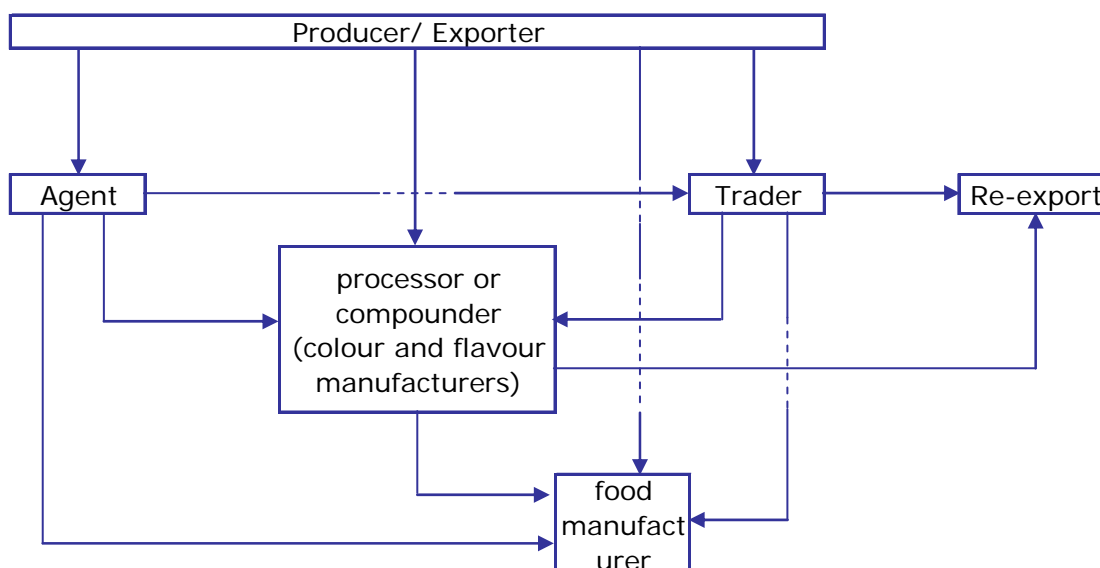 Producer/ Exporter
Agent
Trader
Re-export
processor or
compounder
(colour and flavour
manufacturers)
food
manufact
urer